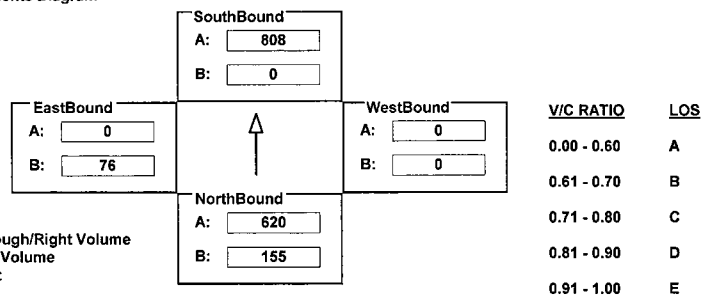 SouthBound
A: 808
B: 0
EastBound
A: 0
B: 76
WestBound
A: 0
B: 0
NorthBound
A: 620
B: 155
ough/Right Volume
Volume
V/C RATIO LOS
0.00 - 0.60 A
0.61 - 0.70 B
0.71 - 0.80 C
0.81 - 0.90 D
0.91 - 1.00 E